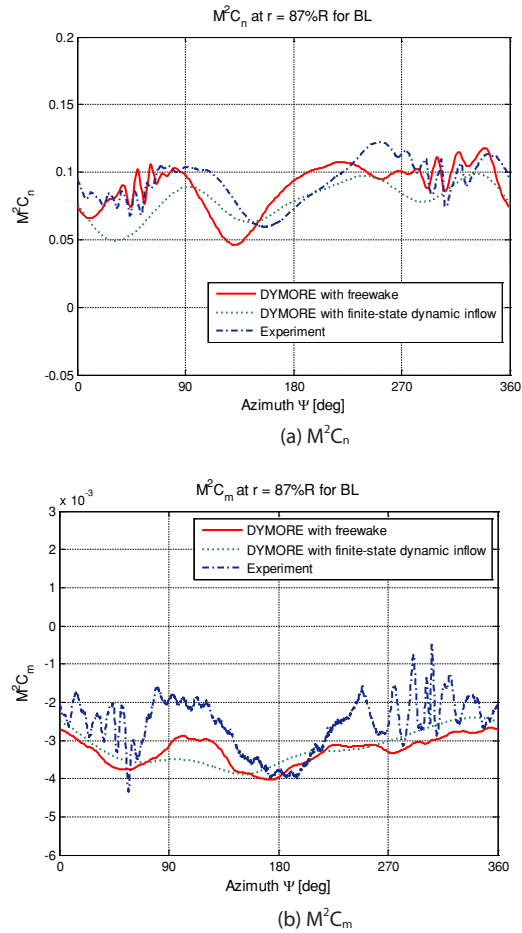 M²Cₙ at r = 87%R for BL
0.2
0.15
0.1
0.05
0
-0.05
M²Cₙ
DYMORE with freewake
DYMORE with finite-state dynamic inflow
Experiment
0 90 180 270 360
Azimuth Ψ [deg]
(a) M²Cₙ
x 10⁻³
M²Cₘ at r = 87%R for BL
3
2
1
0
-1
-2
-3
-4
-5
-6
M²Cₘ
DYMORE with freewake
DYMORE with finite-state dynamic inflow
Experiment
0 90 180 270 360
Azimuth Ψ [deg]
(b) M²Cₘ